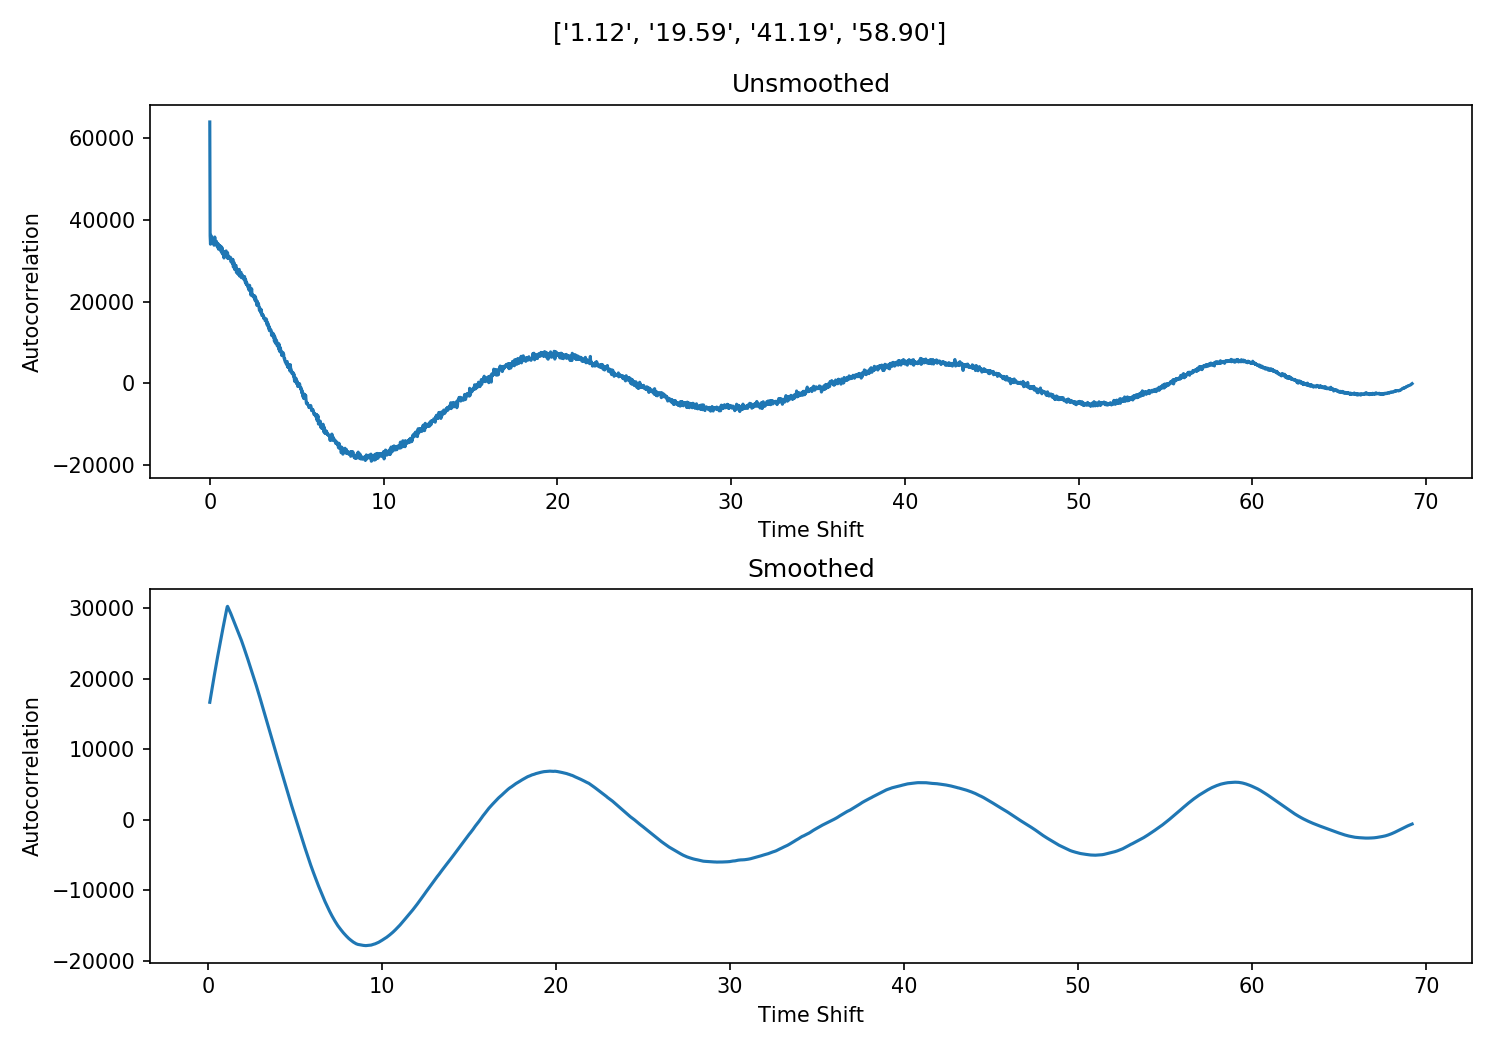 ['1.12', '19.59', '41.19', '58.90']
Unsmoothed
60000
40000
20000
0
−20000
Autocorrelation
0 10 20 30 40 50 60 70
Time Shift
Smoothed
30000
20000
10000
0
−10000
−20000
Autocorrelation
0 10 20 30 40 50 60 70
Time Shift